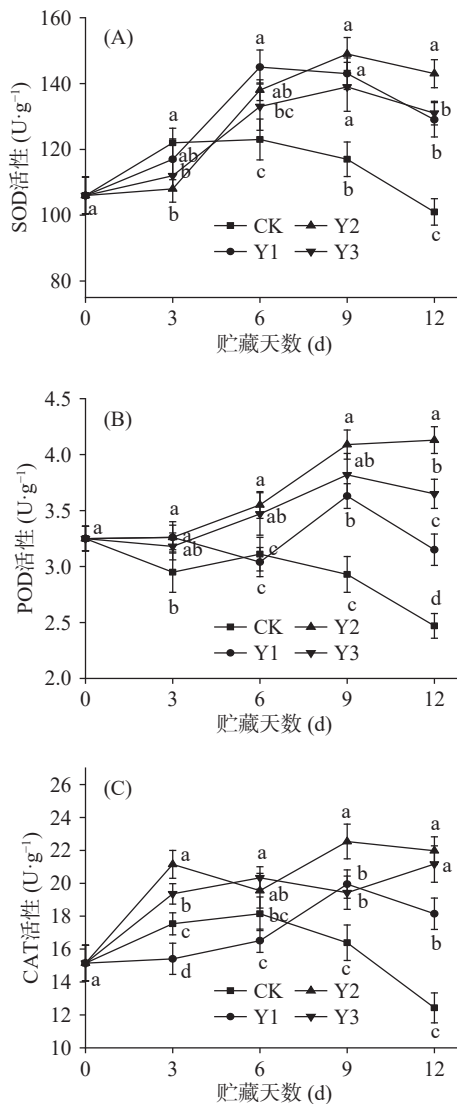 (A)
SOD活性 (U·g⁻¹)
160
140
120
100
80
a
a
ab
b
b
a
ab
bc
c
a
a
a
b
c
a
b
b
c
CK
Y2
Y1
Y3
0
3
6
9
12
贮藏天数 (d)
(B)
POD活性 (U·g⁻¹)
4.5
4.0
3.5
3.0
2.5
2.0
a
a
a
ab
b
a
ab
c
c
a
ab
b
c
a
b
c
d
CK
Y2
Y1
Y3
0
3
6
9
12
贮藏天数 (d)
(C)
CAT活性 (U·g⁻¹)
26
24
22
20
18
16
14
12
10
a
a
b
c
d
a
ab
bc
c
a
b
b
c
a
a
b
c
CK
Y2
Y1
Y3
0
3
6
9
12
贮藏天数 (d)